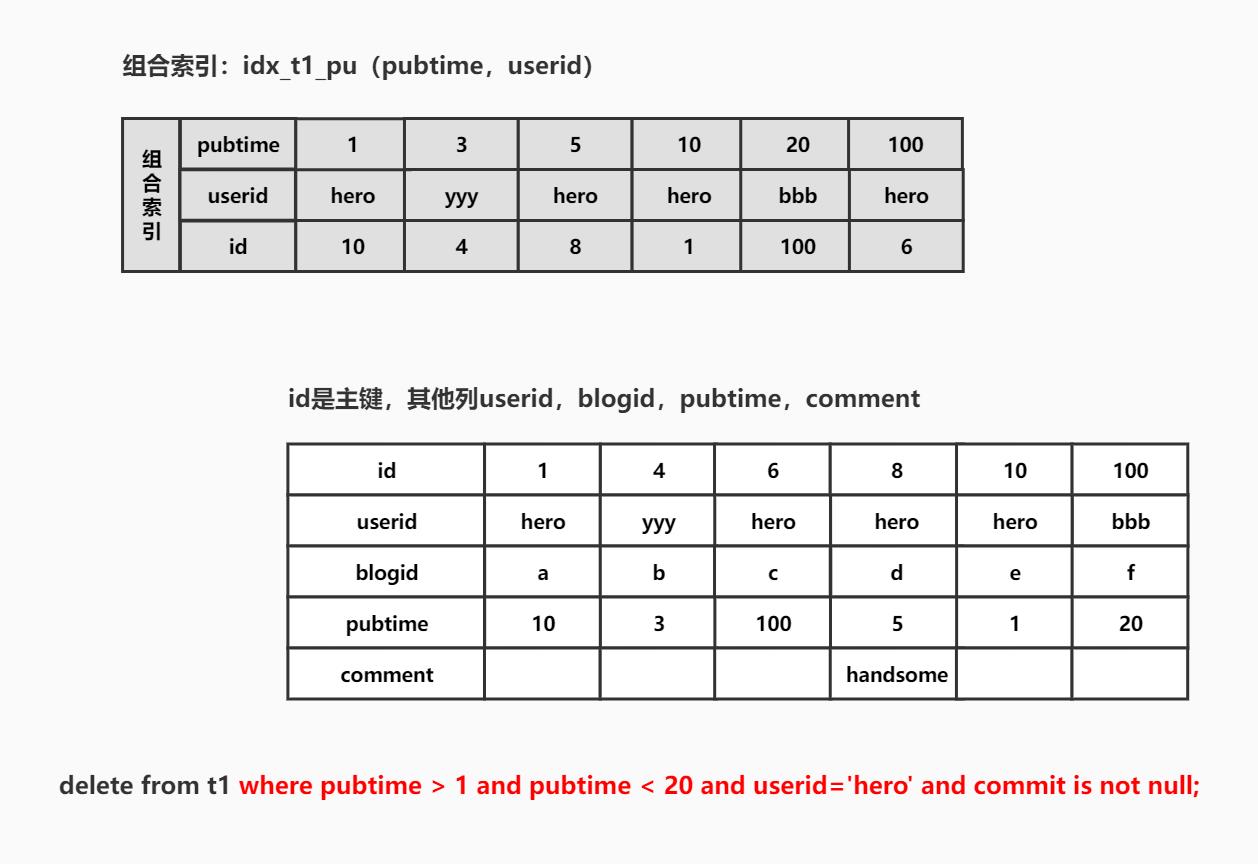 组合索引：idx_t1_pu（pubtime，userid）
组合索引
pubtime 1 3 5 10 20 100
userid hero yyy hero hero bbb hero
id 10 4 8 1 100 6
id是主键，其他列userid，blogid，pubtime，comment
id 1 4 6 8 10 100
userid hero yyy hero hero hero bbb
blogid a b c d e f
pubtime 10 3 100 5 1 20
comment handsome
delete from t1 where pubtime > 1 and pubtime < 20 and userid='hero' and commit is not null;